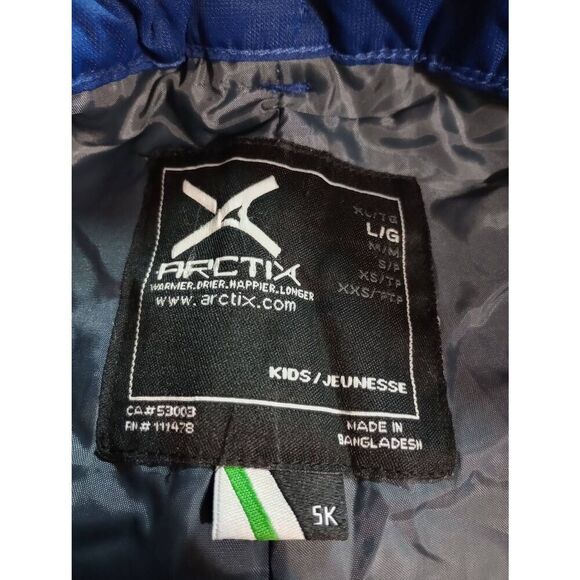 ARCTIX
WARMER.DRIER.HAPPIER.LONGER
www.arctix.com
XL/TG
L/G
M/M
S/P
XS/TP
XXS/PTP
KIDS/JEUNESSE
CA# 53003
RN# 111478
MADE IN
BANGLADESH
SK